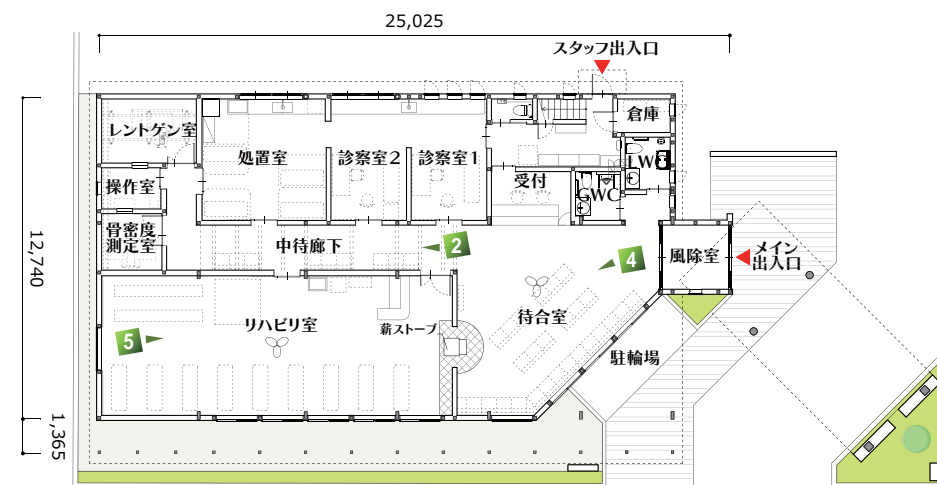 25,025
スタッフ出入口
倉庫
レントゲン室
処置室
診察室2
診察室1
LWC
受付
GWC
操作室
骨密度
測定室
中待廊下
2
4
風除室
メイン
出入口
12,740
待合室
リハビリ室
薪ストーブ
5
駐輪場
1,365